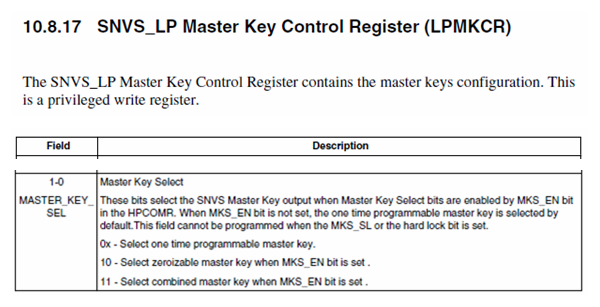 10.8.17 SNVS_LP Master Key Control Register (LPMKCR)
The SNVS_LP Master Key Control Register contains the master keys configuration. This
is a privileged write register.
Field Description
1-0 Master Key Select
MASTER_KEY_ These bits select the SNVS Master Key output when Master Key Select bits are enabled by MKS_EN bit
SEL in the HPCOMR. When MKS_EN bit is not set, the one time programmable master key is selected by
default.This field cannot be programmed when the MKS_SL or the hard lock bit is set.
0x - Select one time programmable master key.
10 - Select zeroizable master key when MKS_EN bit is set .
11 - Select combined master key when MKS_EN bit is set .